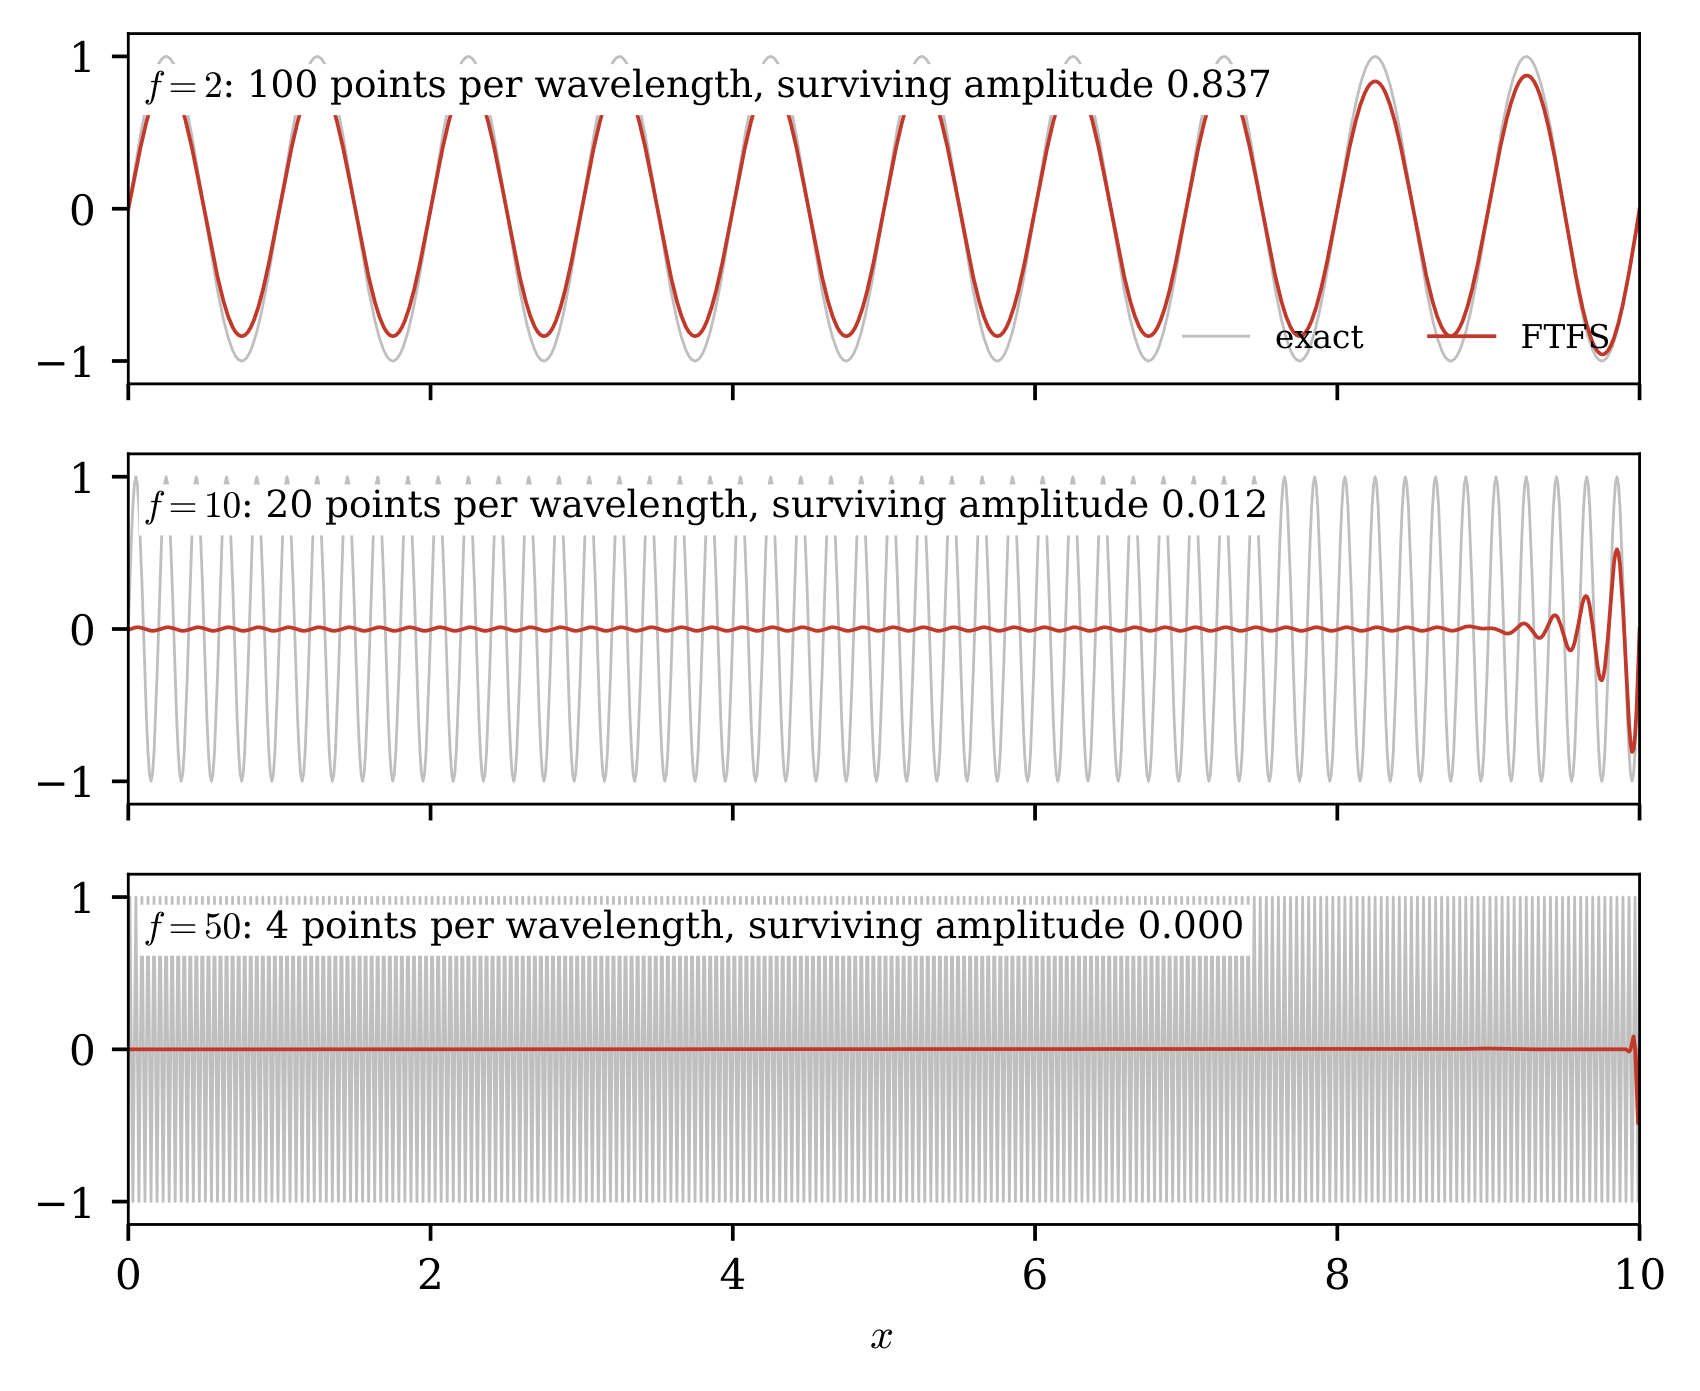 1
f = 2: 100 points per wavelength, surviving amplitude 0.837
0
exact FTFS
−1
1
f = 10: 20 points per wavelength, surviving amplitude 0.012
0
−1
1
f = 50: 4 points per wavelength, surviving amplitude 0.000
0
−1
0 2 4 6 8 10
x